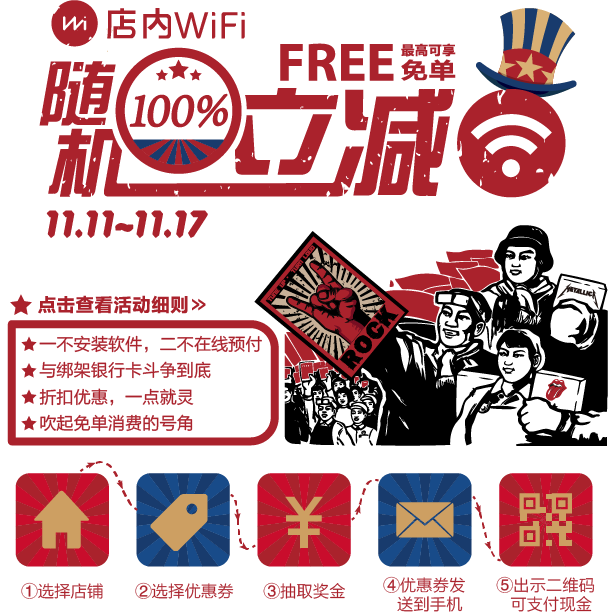 店内WiFi
FREE 最高可享免单
随机100%立减
11.11~11.17
点击查看活动细则»
一不安装软件，二不在线预付
与绑架银行卡斗争到底
折扣优惠，一点就灵
吹起免单消费的号角
ROCK
METALLICA
①选择店铺
②选择优惠券
③抽取奖金
④优惠券发
送到手机
⑤出示二维码
可支付现金